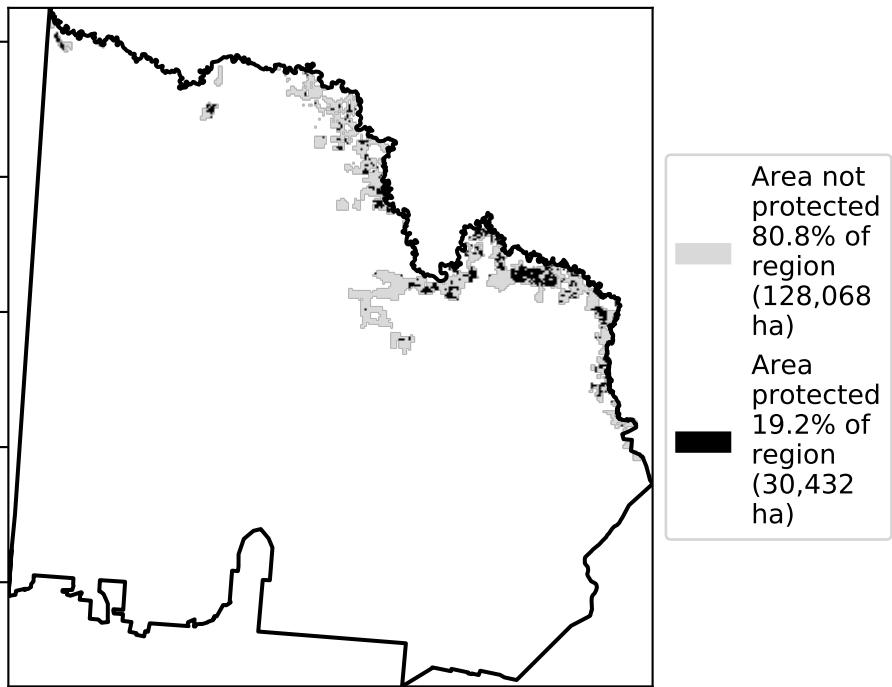 Area not
protected
80.8% of
region
(128,068
ha)
Area
protected
19.2% of
region
(30,432
ha)